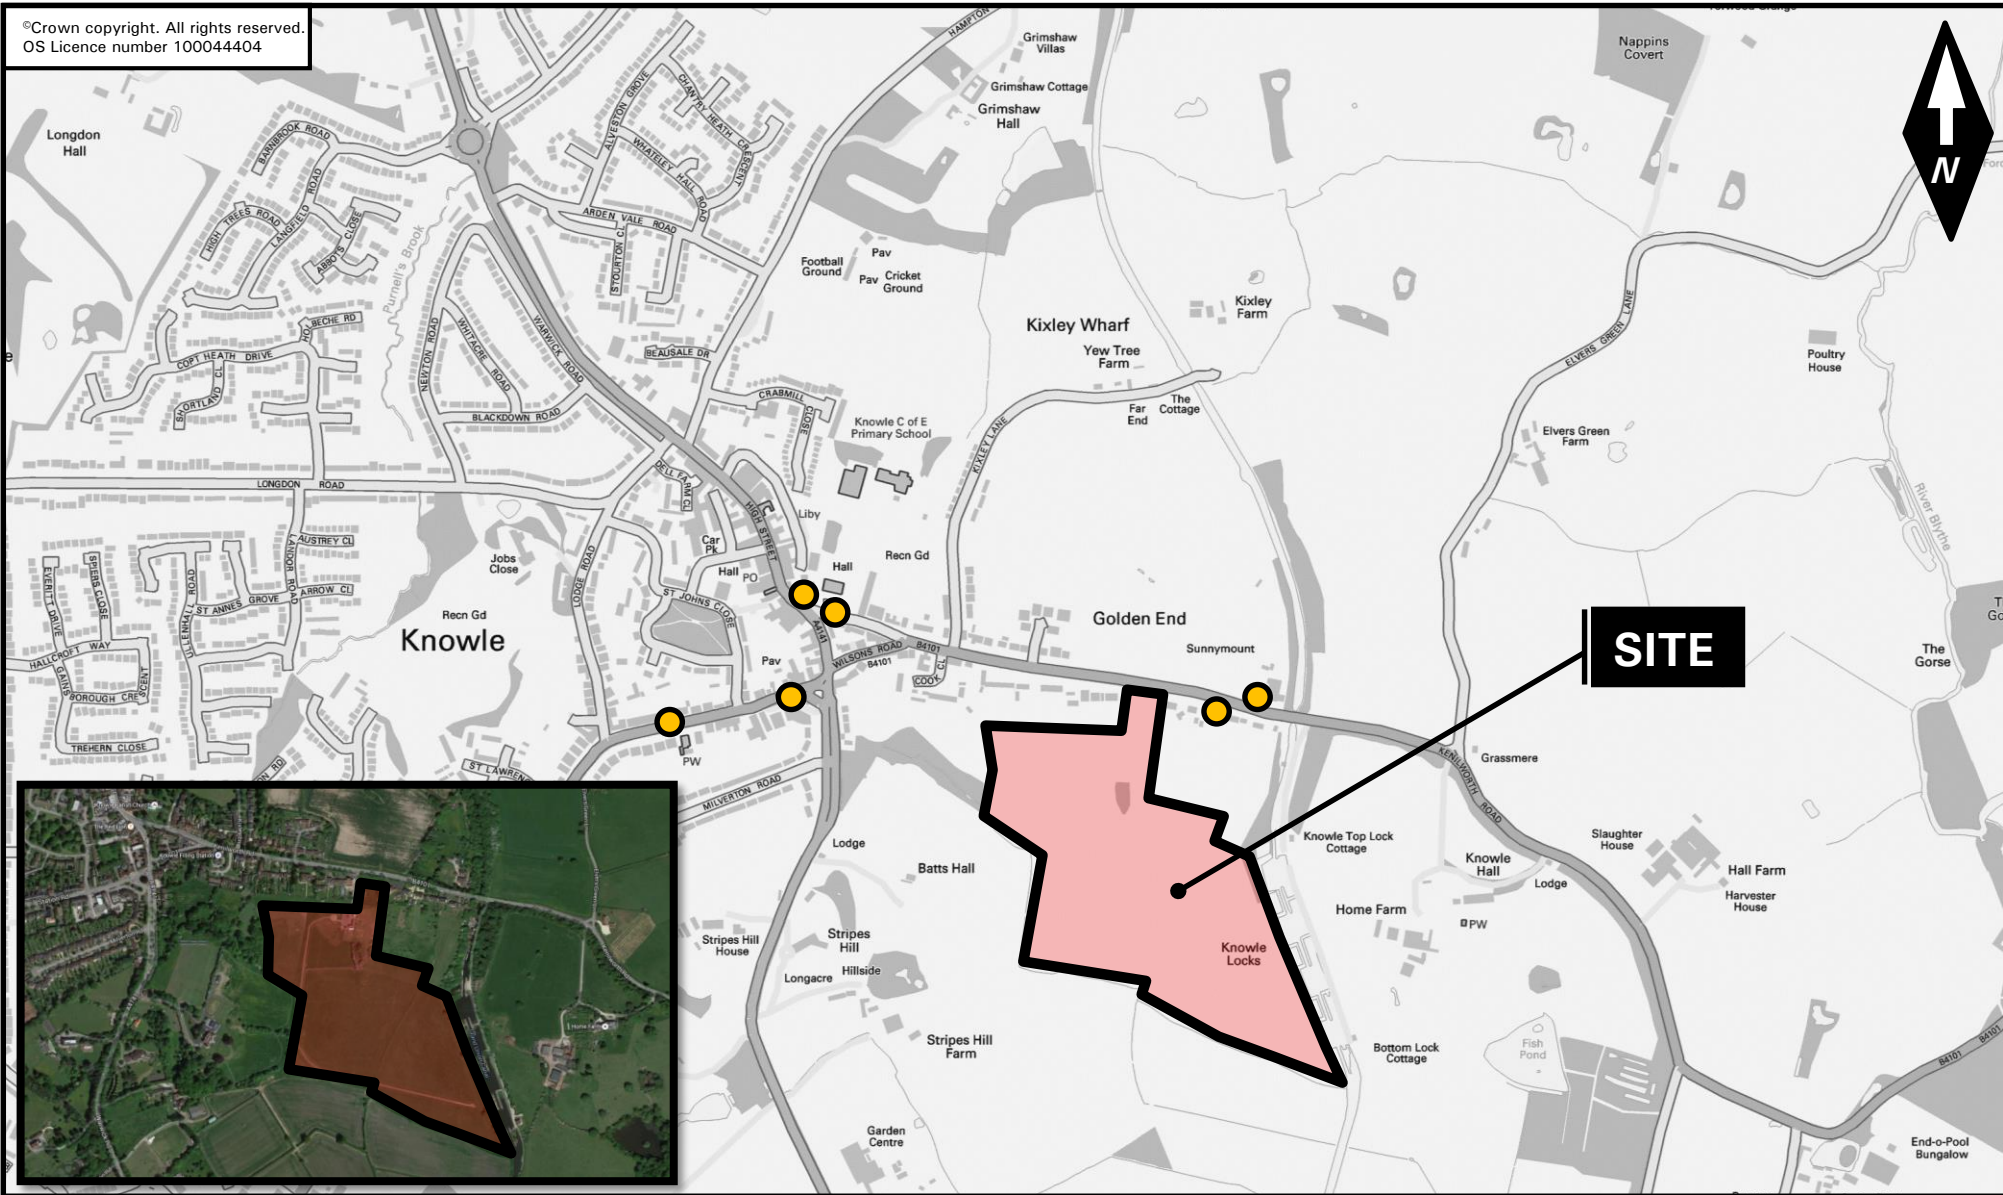 ©Crown copyright. All rights reserved.
OS Licence number 100044404
N
SITE
HAMPTON
Grimshaw
Villas
Grimshaw Cottage
Grimshaw
Hall
Nappins
Covert
Longdon
Hall
BARNBROOK ROAD
LANGFIELD ROAD
HIGH TREES ROAD
ABBOTS CLOSE
Purnell's Brook
ALVESTON GROVE
CHANTRY HEATH CRESCENT
WHATELEY HALL ROAD
ARDEN VALE ROAD
STOURTON CL
Football
Ground
Pav
Pav
Cricket
Ground
Kixley
Farm
Kixley Wharf
Yew Tree
Farm
The
Cottage
Far
End
KIXLEY LANE
ELVERS GREEN LANE
Poultry
House
Elvers Green
Farm
River Blythe
COPT HEATH DRIVE
SHORTLAND CL
NEWTON ROAD
WHITACRE ROAD
WARWICK ROAD
BLACKDOWN ROAD
BEAUSALE DR
CRABMILL CLOSE
Knowle C of E
Primary School
LONGDON ROAD
DELL FARM CL
HIGH STREET
Liby
Car
Pk
Hall
PO
Hall
Recn Gd
Jobs
Close
LODGE ROAD
ST JOHNS CLOSE
AUSTREY CL
LANDOR ROAD
ARROW CL
ST ANNES GROVE
ULLENHALL ROAD
SPIERS CLOSE
EVERITT DRIVE
HALLCROFT WAY
GAINS
BOROUGH CRESCENT
TREHERN CLOSE
Recn Gd
Knowle
Pav
A4141
WILSONS ROAD
B4101
B4101
COOK CL
Golden End
Sunnymount
The
Gorse
PW
ST LAWREN
MILVERTON ROAD
KENILWORTH ROAD
Grassmere
Lodge
Batts Hall
Knowle Top Lock
Cottage
Knowle
Hall
Lodge
Slaughter
House
Hall Farm
Harvester
House
Home Farm
PW
Knowle
Locks
Stripes Hill
House
Stripes
Hill
Longacre
Hillside
Stripes Hill
Farm
Bottom Lock
Cottage
Fish
Pond
B4101
B4101
Garden
Centre
End-o-Pool
Bungalow
Home Farm